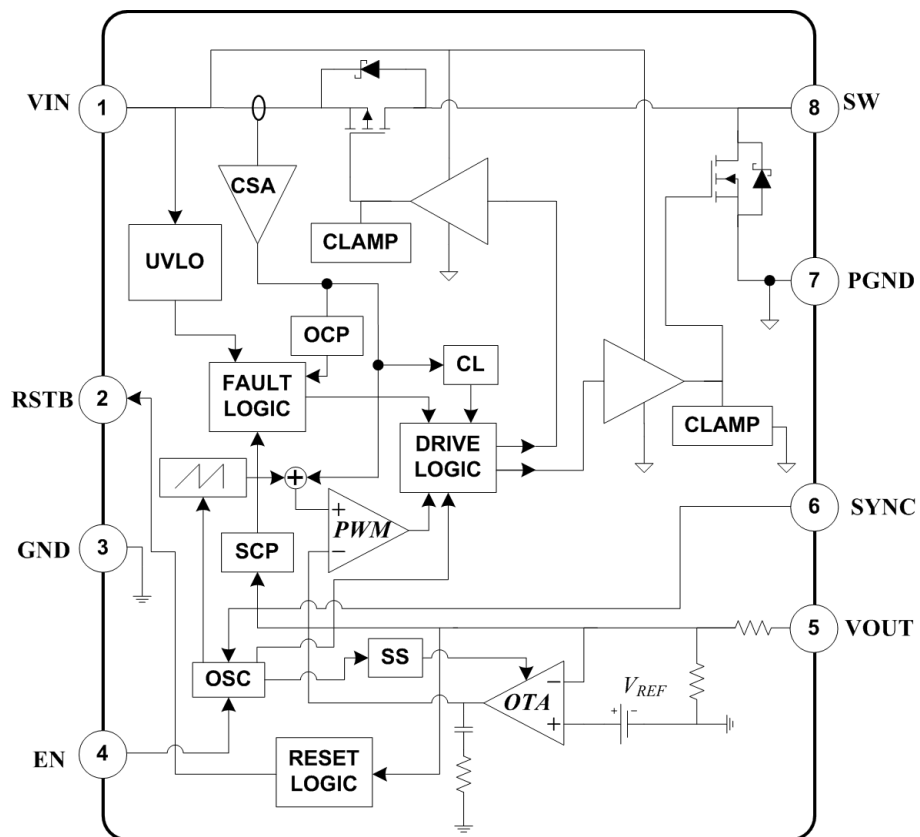 VIN
1
8
SW
CSA
CLAMP
UVLO
7
PGND
OCP
CL
FAULT
LOGIC
RSTB
2
CLAMP
DRIVE
LOGIC
6
SYNC
+
+
PWM
−
GND
3
SCP
5
VOUT
SS
OSC
−
OTA
+
VREF
+
−
EN
4
RESET
LOGIC